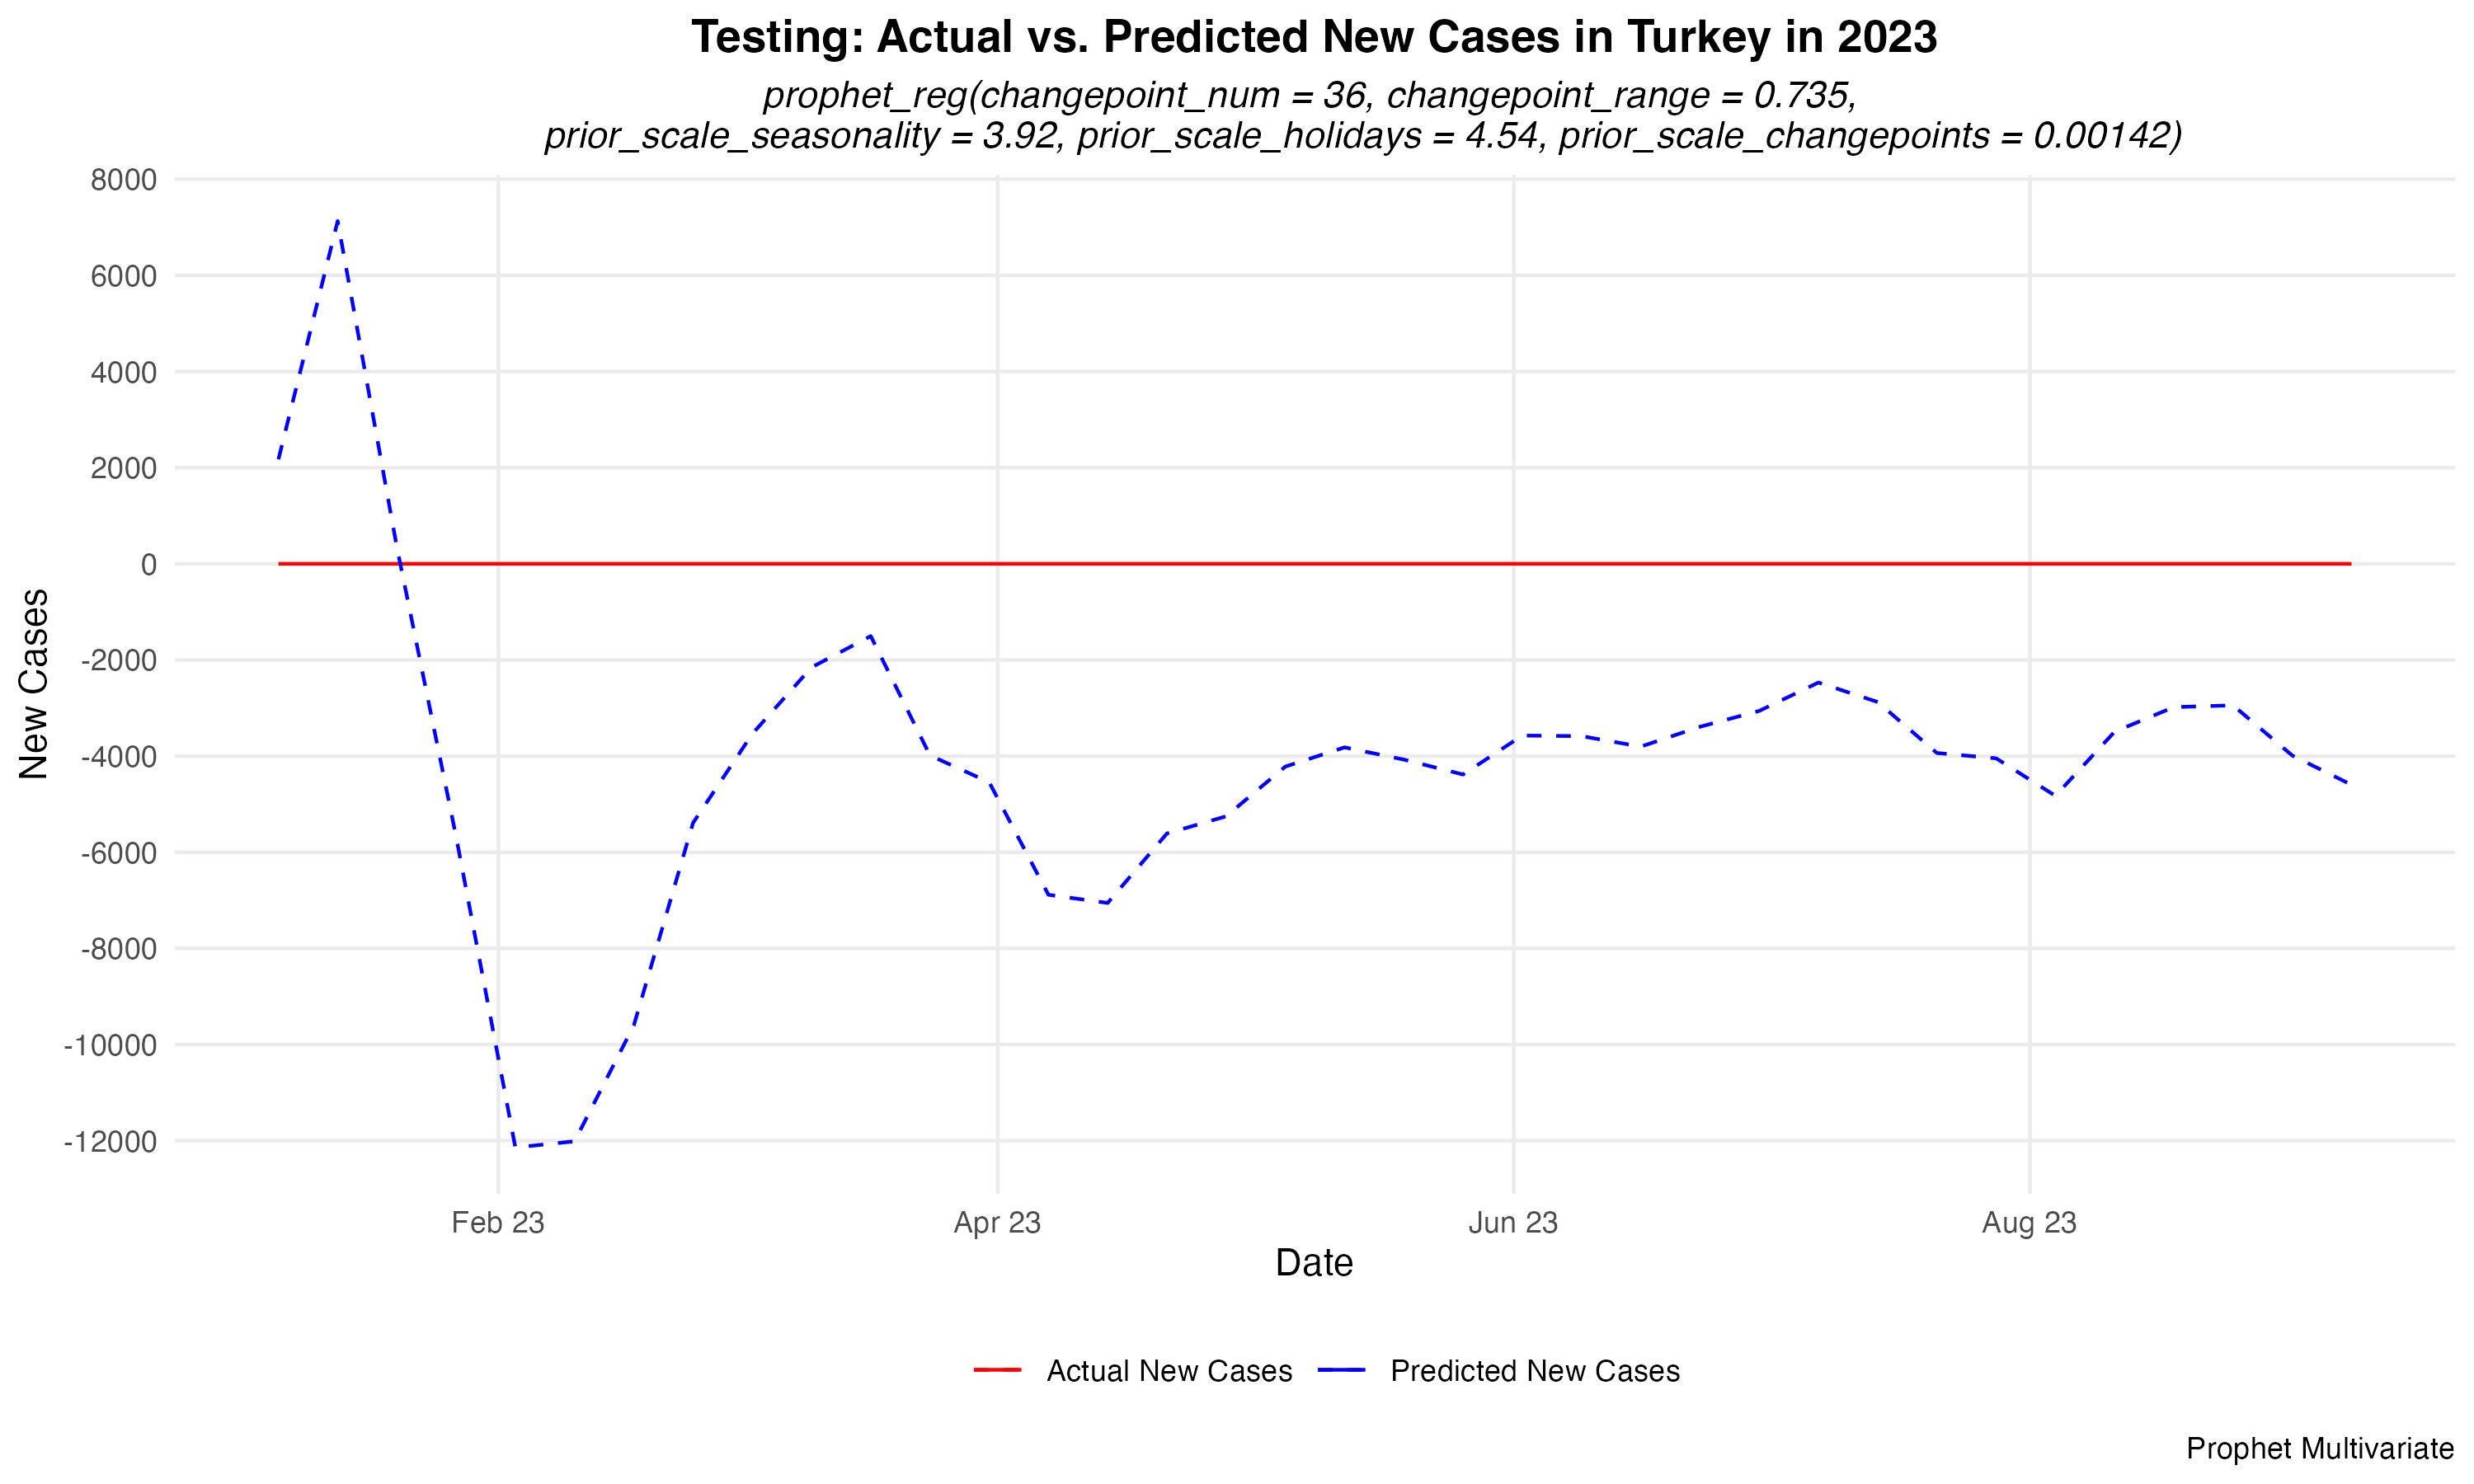 Testing: Actual vs. Predicted New Cases in Turkey in 2023
prophet_reg(changepoint_num = 36, changepoint_range = 0.735,
prior_scale_seasonality = 3.92, prior_scale_holidays = 4.54, prior_scale_changepoints = 0.00142)
8000
6000
4000
2000
0
-2000
-4000
-6000
-8000
-10000
-12000
New Cases
Feb 23
Apr 23
Jun 23
Aug 23
Date
Actual New Cases
Predicted New Cases
Prophet Multivariate